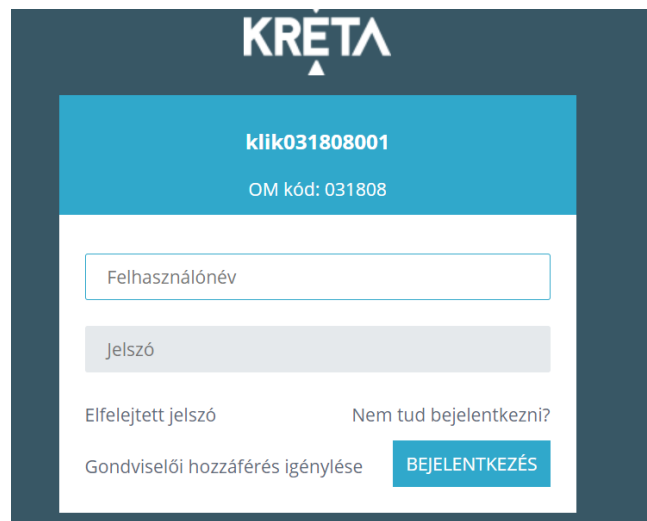 KRÉTA
klik031808001
OM kód: 031808
Felhasználónév
Jelszó
Elfelejtett jelszó Nem tud bejelentkezni?
Gondviselői hozzáférés igénylése BEJELENTKEZÉS